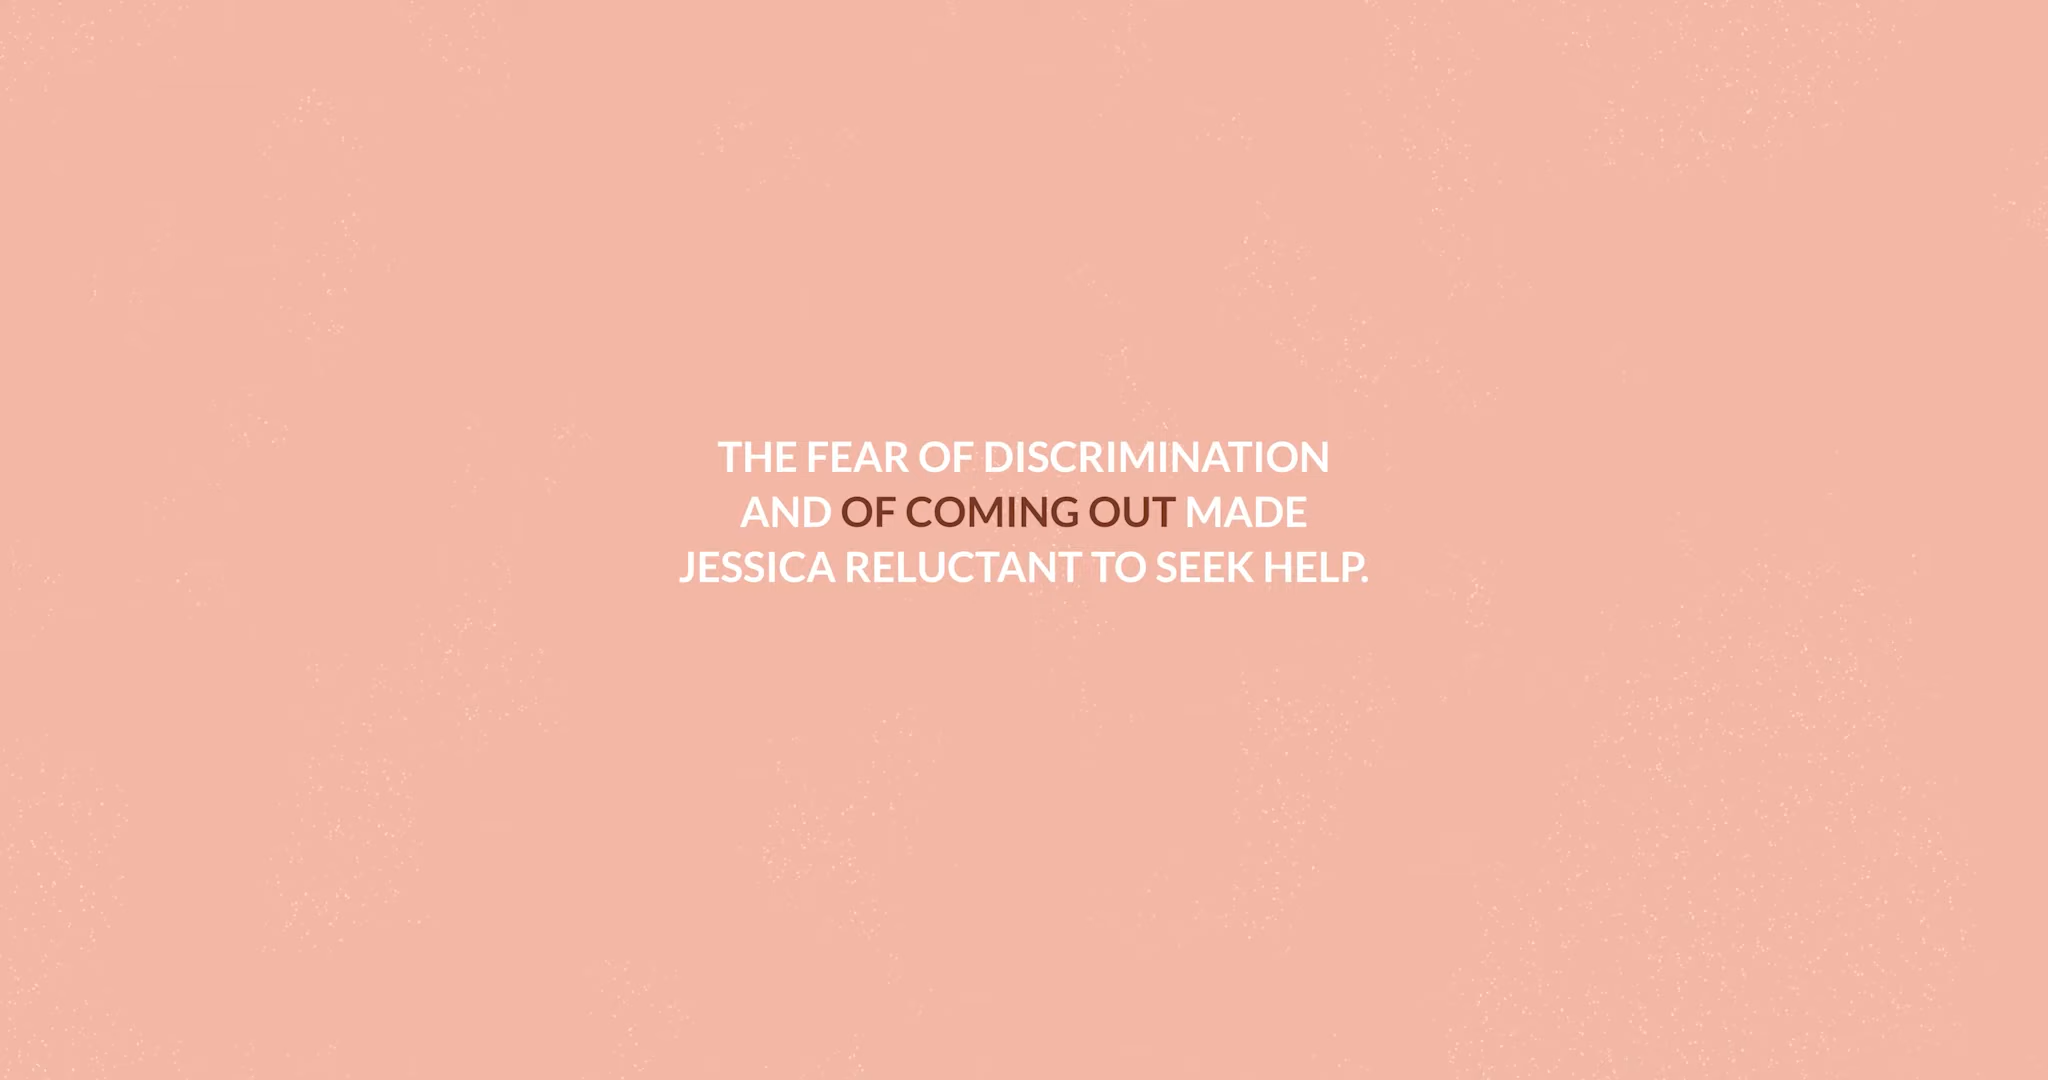 THE FEAR OF DISCRIMINATION
AND OF COMING OUT MADE
JESSICA RELUCTANT TO SEEK HELP.